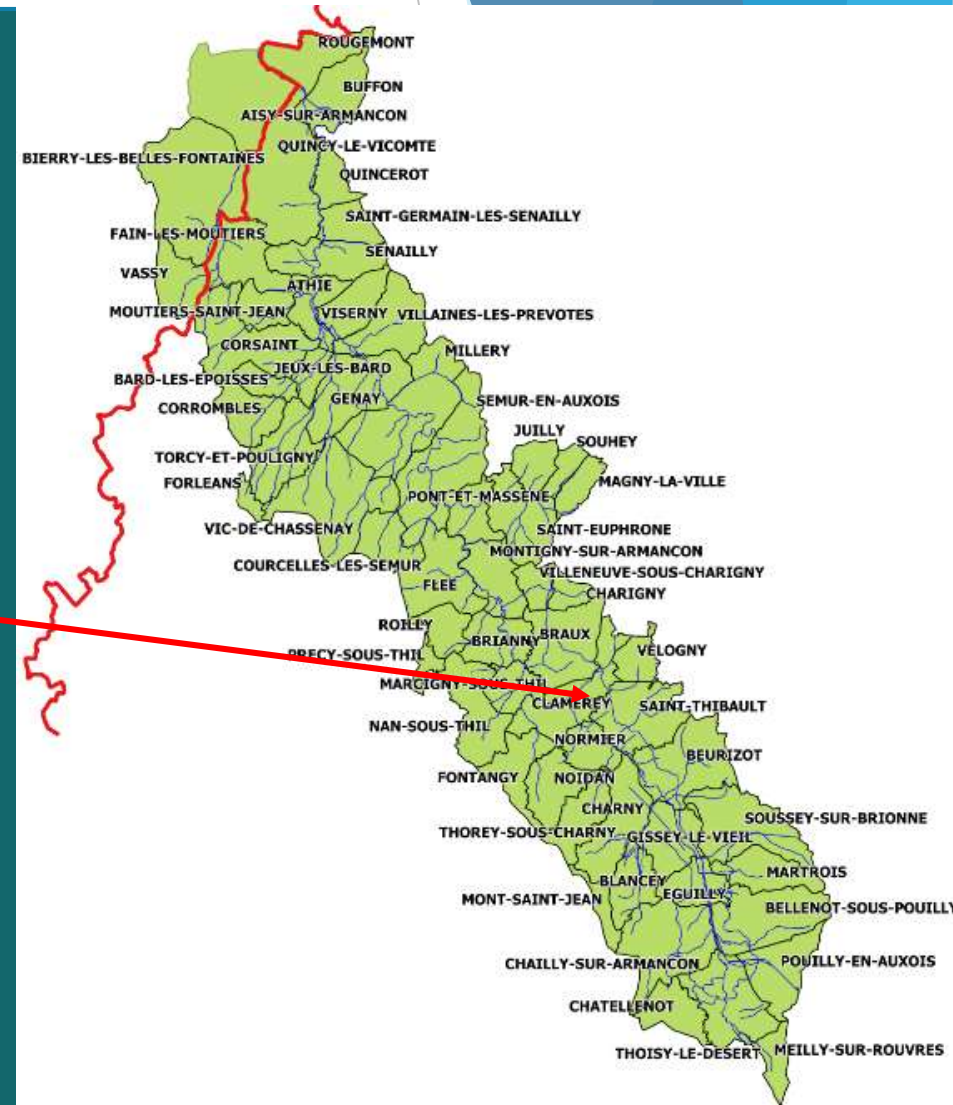 ROUGEMONT
BUFFON
AISY-SUR-ARMANCON
QUINCY-LE-VICOMTE
BIERRY-LES-BELLES-FONTAINES
QUINCEROT
SAINT-GERMAIN-LES-SENAILLY
FAIN-LES-MOUTIERS
SENAILLY
VASSY
ATHIE
MOUTIERS-SAINT-JEAN
VISERNY
VILLAINES-LES-PREVOTES
CORSAINT
MILLERY
JEUX-LES-BARD
BARD-LES-EPOISSES
GENAY
SEMUR-EN-AUXOIS
CORROMBLES
JUILLY
SOUHEY
TORCY-ET-POULIGNY
FORLEANS
MAGNY-LA-VILLE
PONT-ET-MASSENE
VIC-DE-CHASSENAY
SAINT-EUPHRONE
MONTIGNY-SUR-ARMANCON
COURCELLES-LES-SEMUR
VILLENEUVE-SOUS-CHARIGNY
FLEE
CHARIGNY
ROILLY
BRIANNY
BRAUX
PRECY-SOUS-THIL
VELOGNY
MARCIGNY-SOUS-THIL
CLAMEREY
SAINT-THIBAULT
NAN-SOUS-THIL
NORMIER
BEURIZOT
FONTANGY
NOIDAN
CHARNY
SOUSSEY-SUR-BRIONNE
THOREY-SOUS-CHARNY
GISSEY-LE-VIEIL
MARTROIS
BLANCEY
MONT-SAINT-JEAN
EGUILLY
BELLENOT-SOUS-POUILLY
CHAILLY-SUR-ARMANCON
POUILLY-EN-AUXOIS
CHATELLENOT
THOISY-LE-DESERT
MEILLY-SUR-ROUVRES